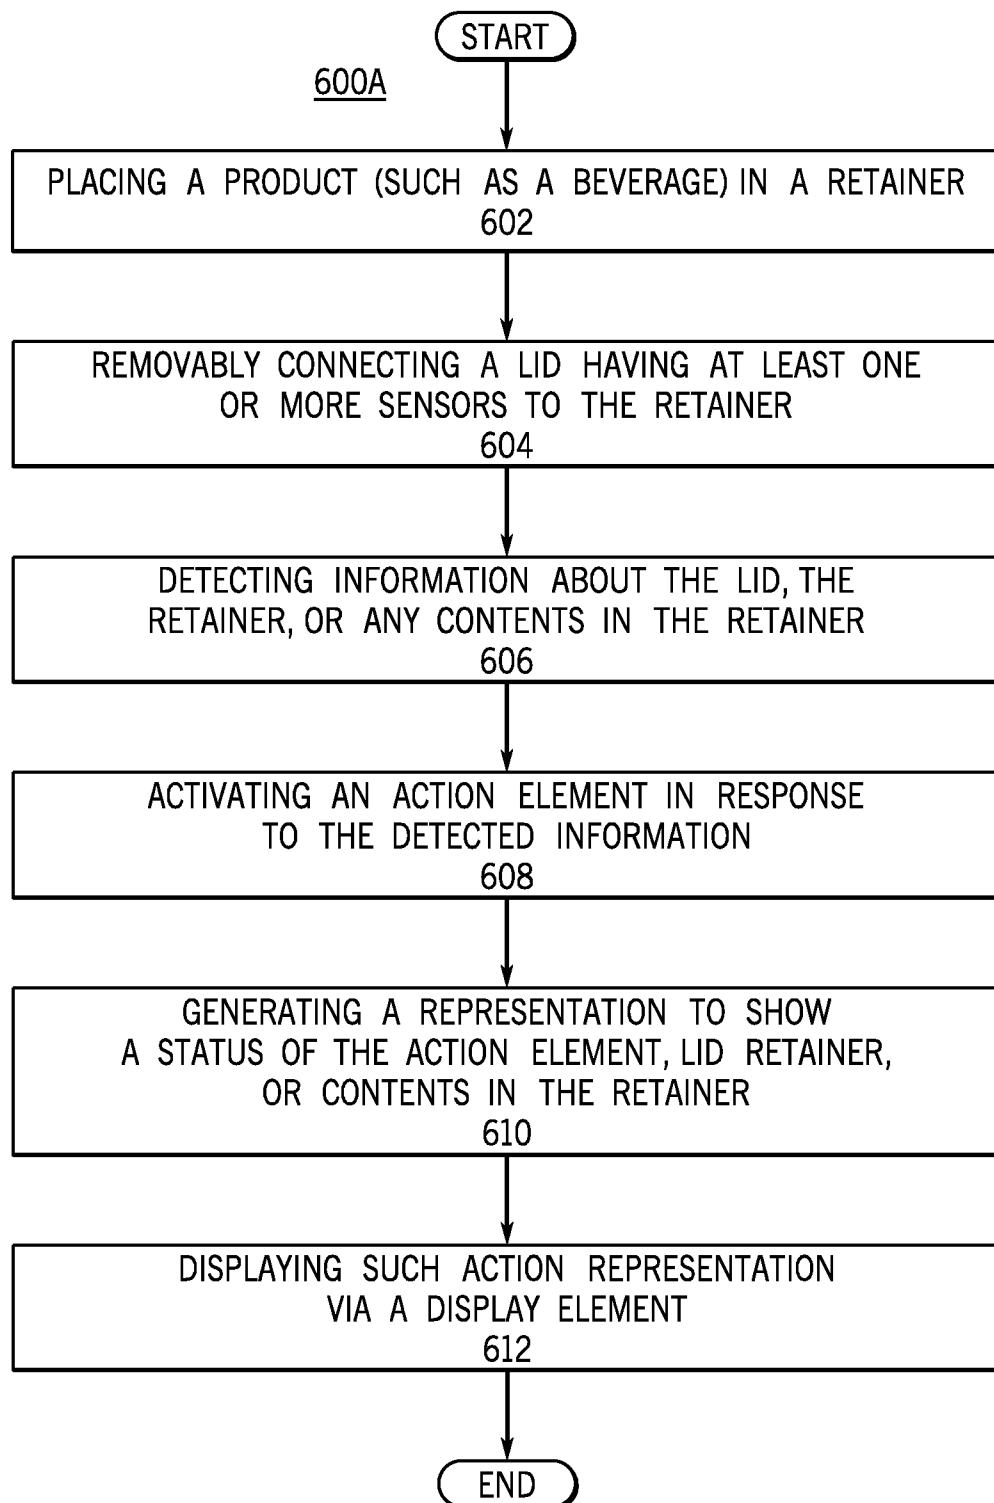 START
600A
PLACING A PRODUCT (SUCH AS A BEVERAGE) IN A RETAINER
602
REMOVABLY CONNECTING A LID HAVING AT LEAST ONE
OR MORE SENSORS TO THE RETAINER
604
DETECTING INFORMATION ABOUT THE LID, THE
RETAINER, OR ANY CONTENTS IN THE RETAINER
606
ACTIVATING AN ACTION ELEMENT IN RESPONSE
TO THE DETECTED INFORMATION
608
GENERATING A REPRESENTATION TO SHOW
A STATUS OF THE ACTION ELEMENT, LID RETAINER,
OR CONTENTS IN THE RETAINER
610
DISPLAYING SUCH ACTION REPRESENTATION
VIA A DISPLAY ELEMENT
612
END